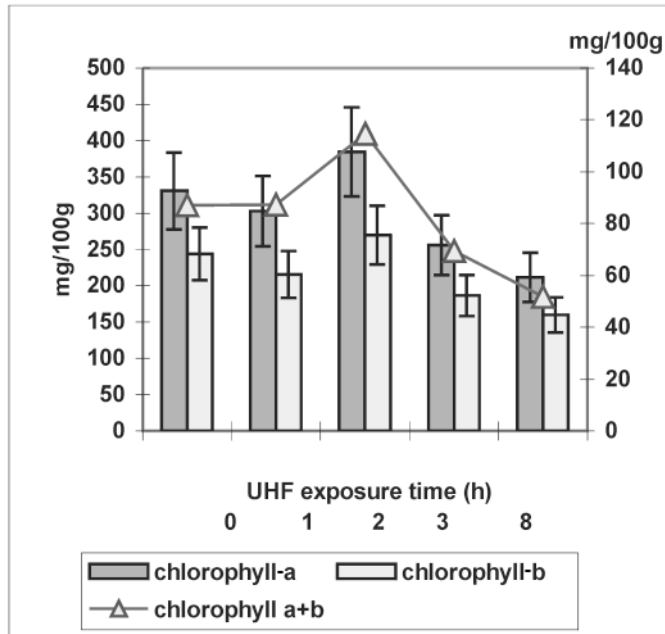 mg/100g
500 140
450
400 120
350 100
300
250 80
200 60
150 40
100
50 20
0 0
mg/100g
UHF exposure time (h)
0 1 2 3 8
chlorophyll-a chlorophyll-b
chlorophyll a+b